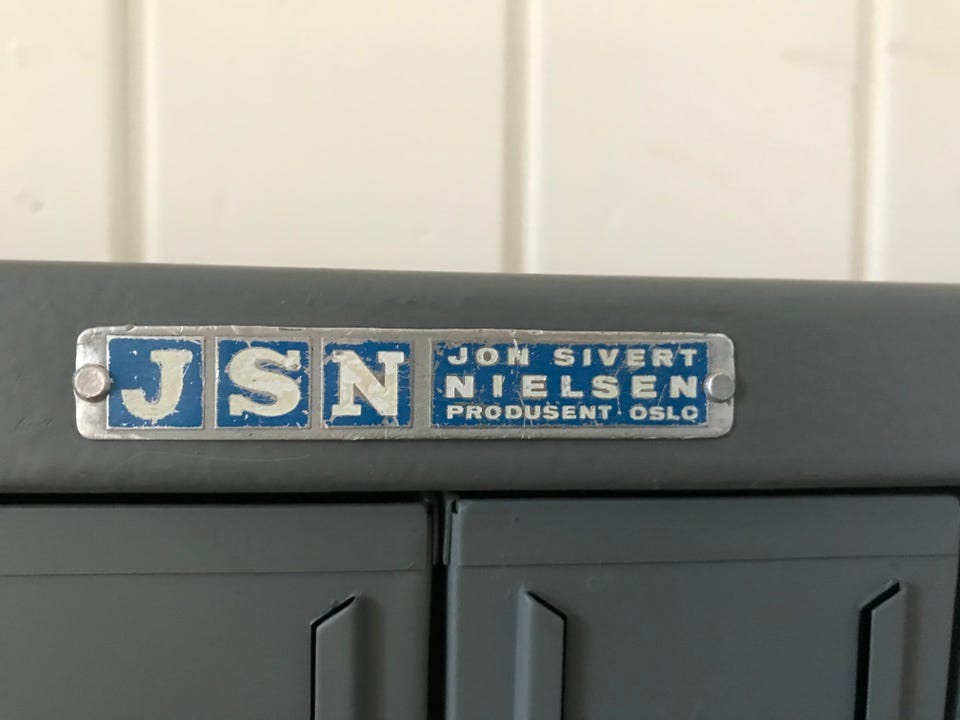 JSN
JON SIVERT
NIELSEN
PRODUSENT · OSLO